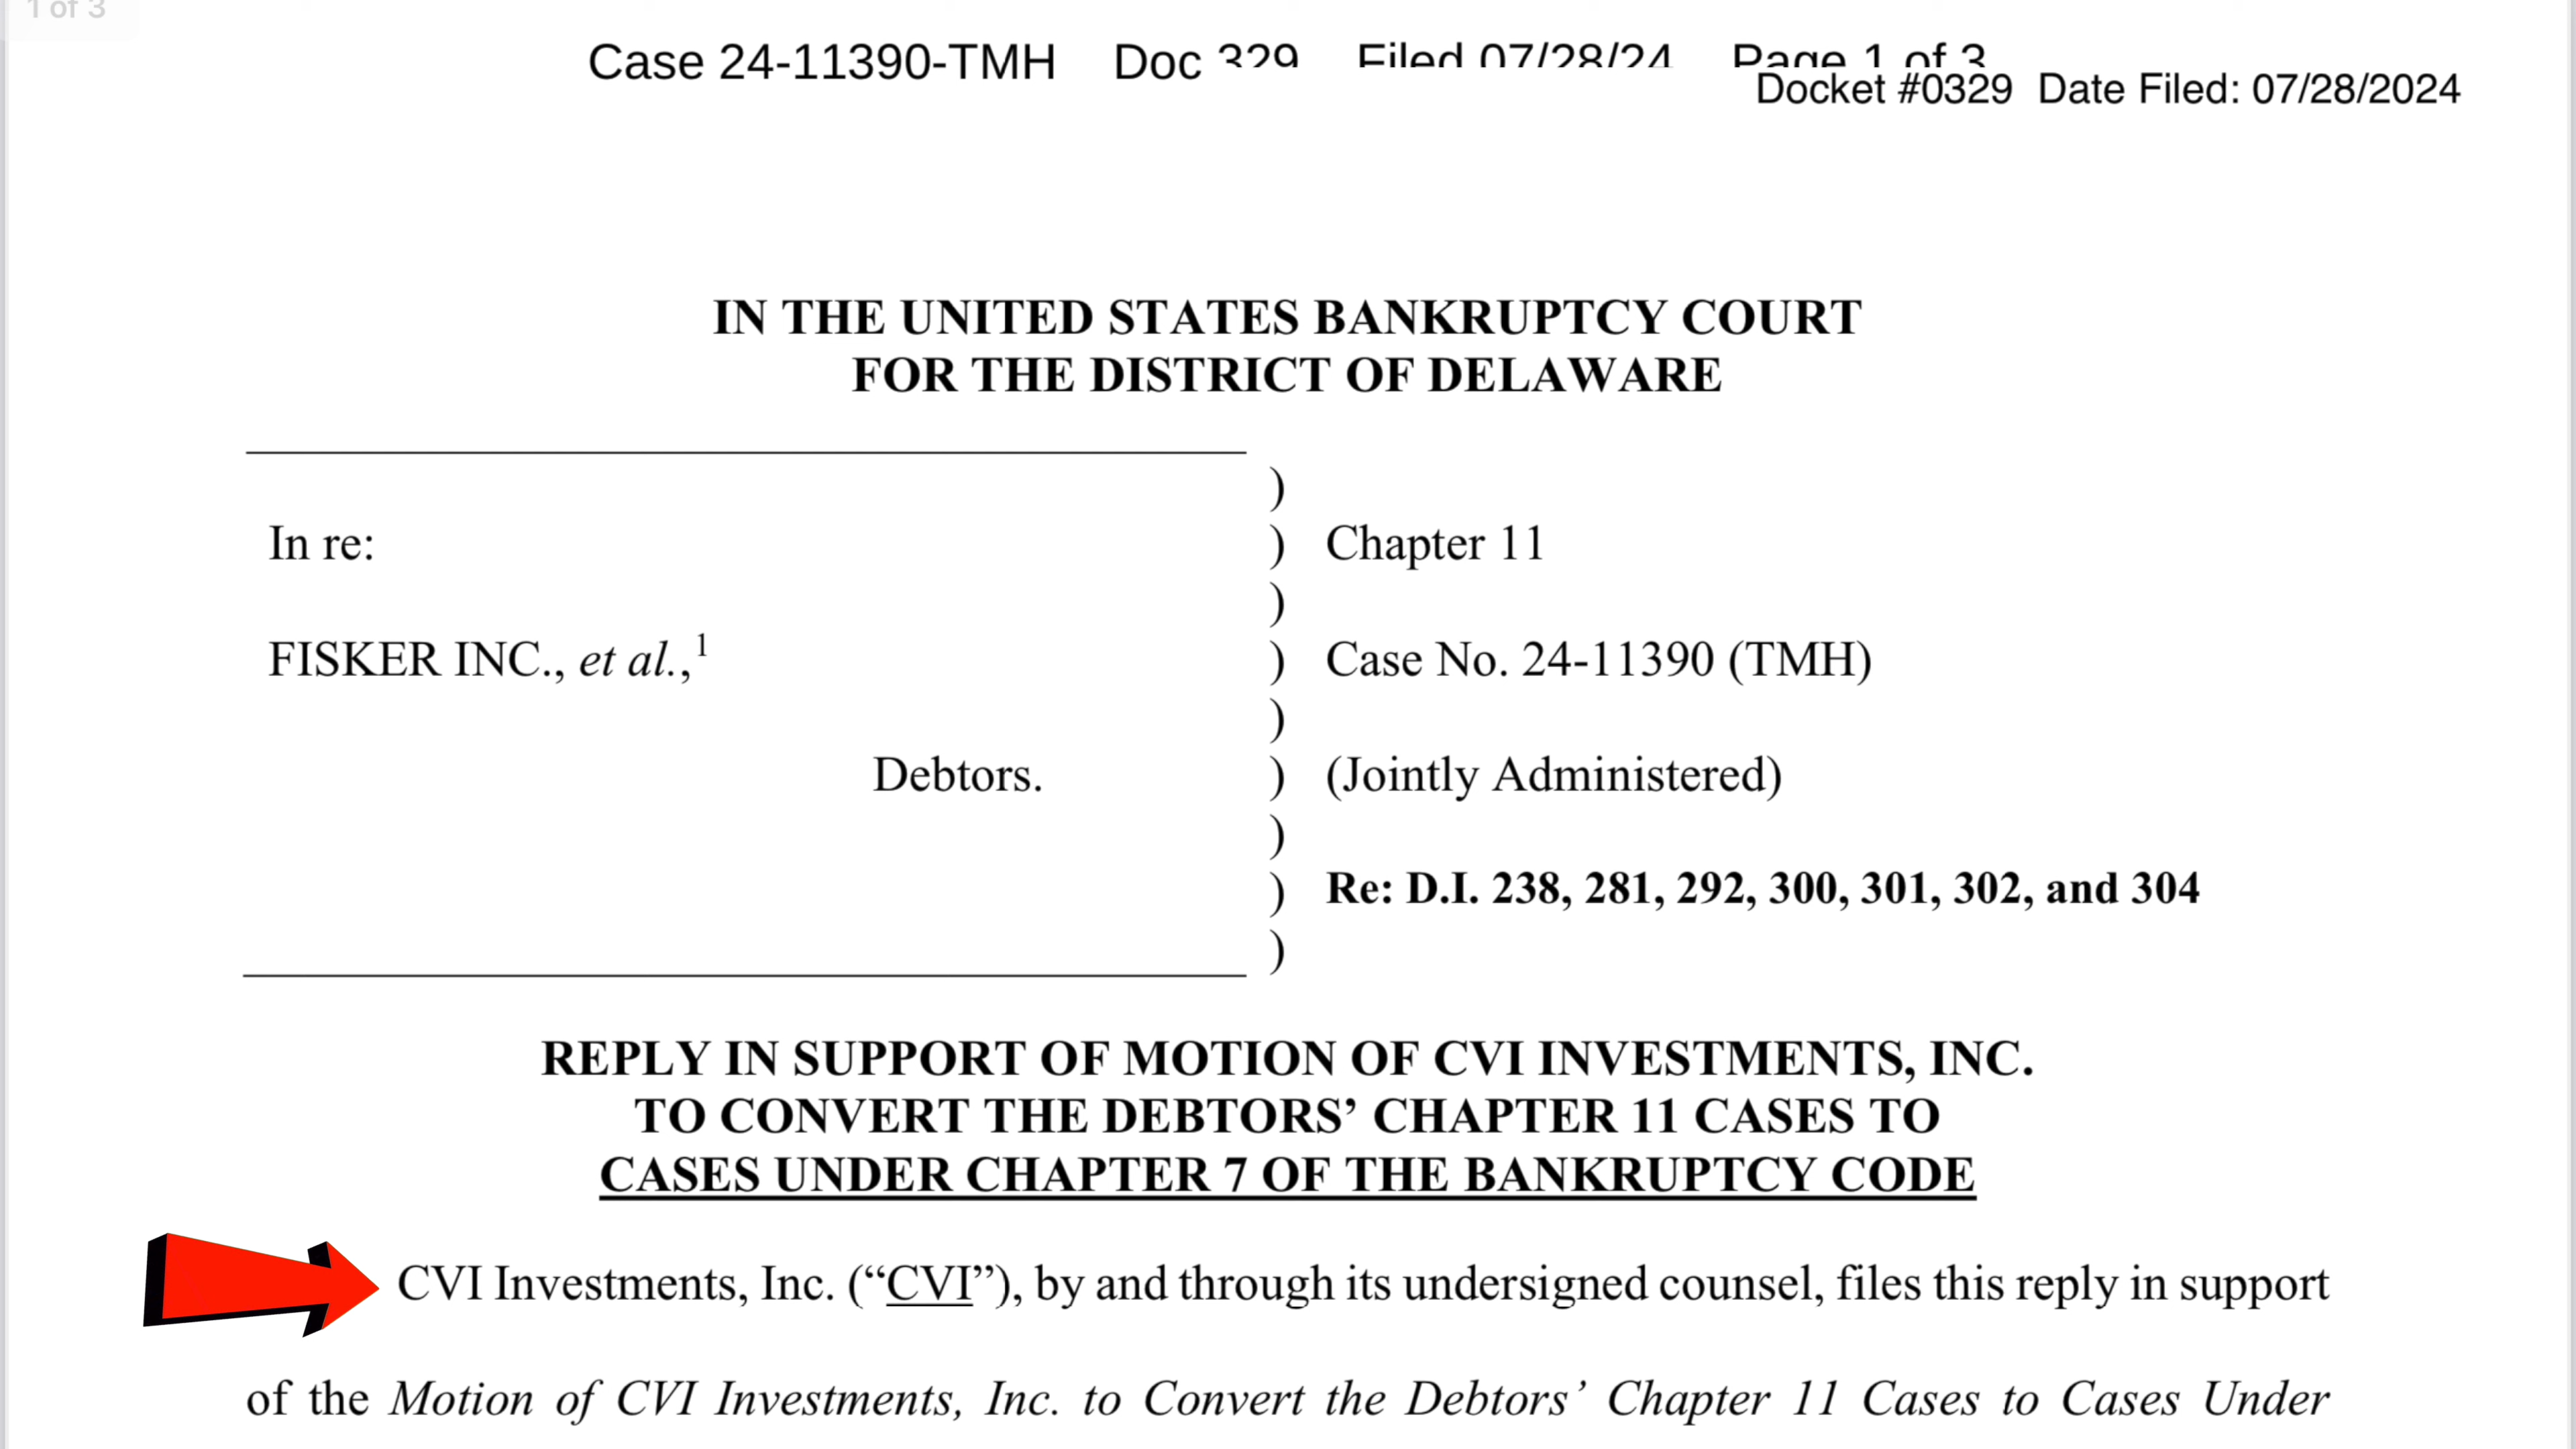 1 of 3
Case 24-11390-TMH Doc 329 Filed 07/28/24 Page 1 of 3
Docket #0329 Date Filed: 07/28/2024
IN THE UNITED STATES BANKRUPTCY COURT
FOR THE DISTRICT OF DELAWARE
)
In re: ) Chapter 11
)
FISKER INC., et al.,¹ ) Case No. 24-11390 (TMH)
)
Debtors. ) (Jointly Administered)
)
) Re: D.I. 238, 281, 292, 300, 301, 302, and 304
)
REPLY IN SUPPORT OF MOTION OF CVI INVESTMENTS, INC.
TO CONVERT THE DEBTORS’ CHAPTER 11 CASES TO
CASES UNDER CHAPTER 7 OF THE BANKRUPTCY CODE
CVI Investments, Inc. (“CVI”), by and through its undersigned counsel, files this reply in support
of the Motion of CVI Investments, Inc. to Convert the Debtors’ Chapter 11 Cases to Cases Under